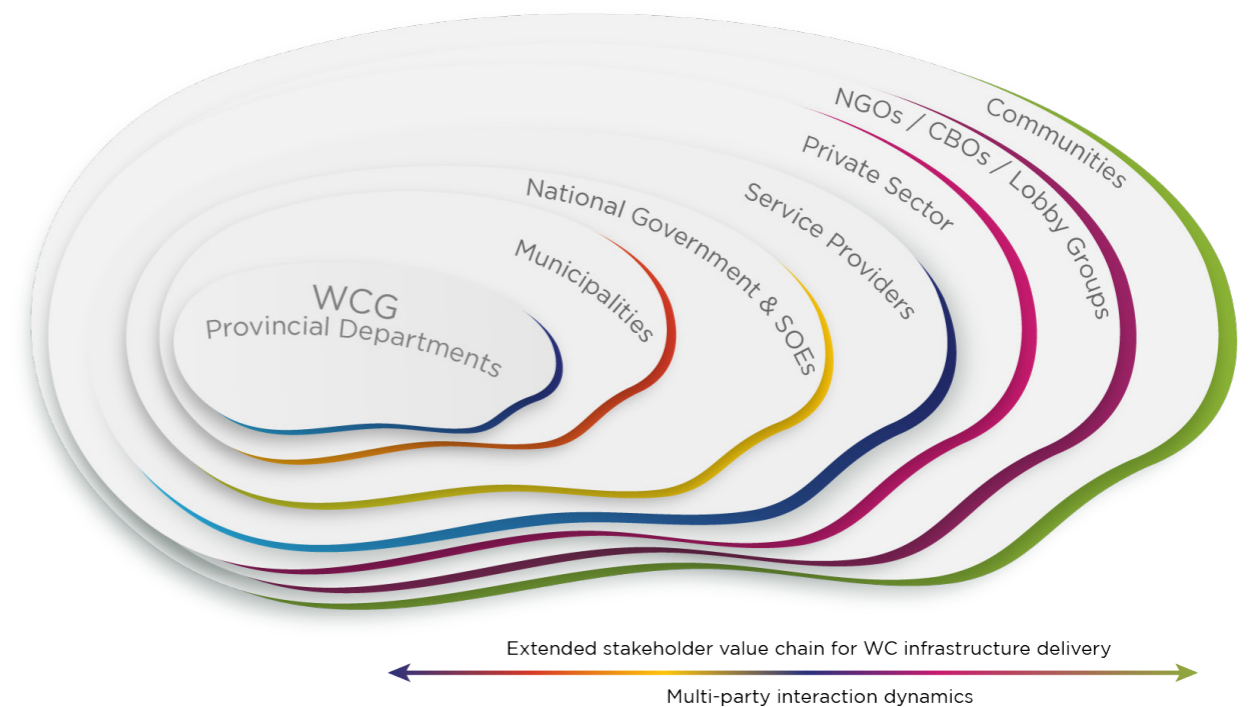 WCG
Provincial Departments
Municipalities
National Government & SOEs
Service Providers
Private Sector
NGOs / CBOs / Lobby Groups
Communities
Extended stakeholder value chain for WC infrastructure delivery
Multi-party interaction dynamics